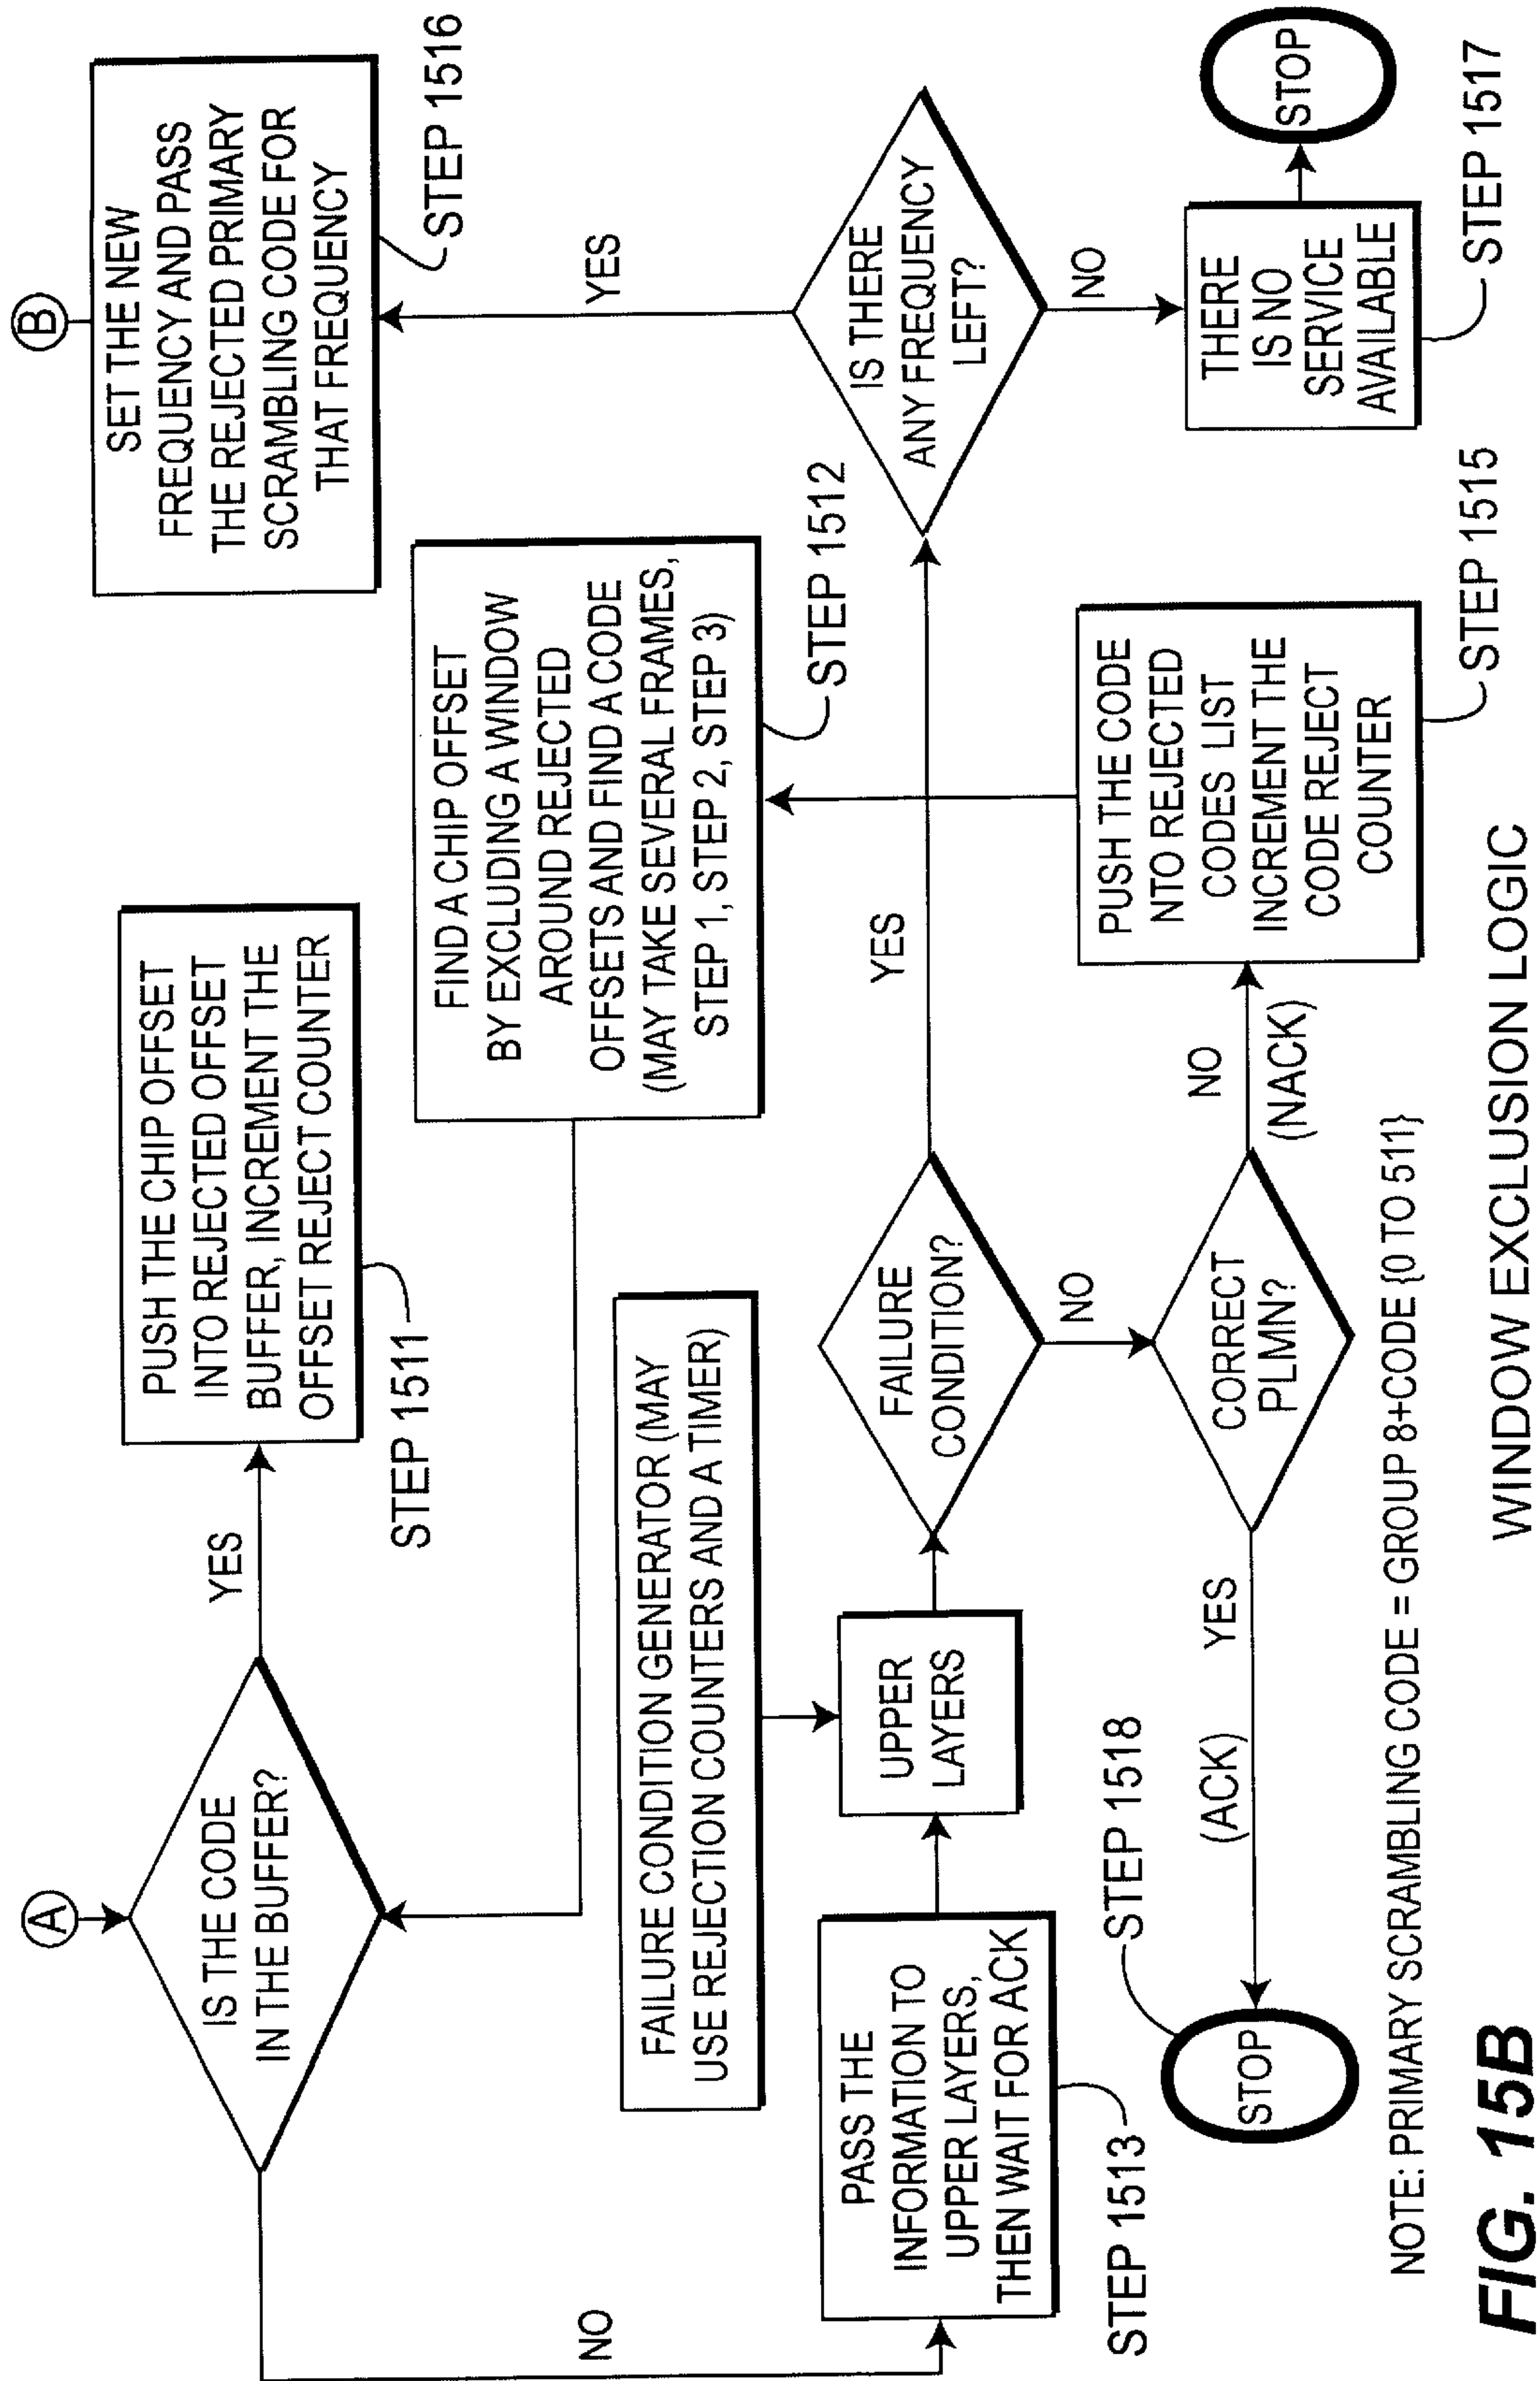 A
IS THE CODE
IN THE BUFFER?
YES
PUSH THE CHIP OFFSET
INTO REJECTED OFFSET
BUFFER, INCREMENT THE
OFFSET REJECT COUNTER
STEP 1511
B
SET THE NEW
FREQUENCY AND PASS
THE REJECTED PRIMARY
SCRAMBLING CODE FOR
THAT FREQUENCY
STEP 1516
FIND A CHIP OFFSET
BY EXCLUDING A WINDOW
AROUND REJECTED
OFFSETS AND FIND A CODE
(MAY TAKE SEVERAL FRAMES,
STEP 1, STEP 2, STEP 3)
STEP 1512
NO
FAILURE CONDITION GENERATOR (MAY
USE REJECTION COUNTERS AND A TIMER)
YES
PASS THE
INFORMATION TO
UPPER LAYERS,
THEN WAIT FOR ACK
STEP 1513
UPPER
LAYERS
FAILURE
CONDITION?
YES
NO
IS THERE
ANY FREQUENCY
LEFT?
NO
THERE
IS NO
SERVICE
AVAILABLE
STEP 1517
STOP
STEP 1518
STOP
YES
(ACK)
CORRECT
PLMN?
NO
(NACK)
PUSH THE CODE
NTO REJECTED
CODES LIST
INCREMENT THE
CODE REJECT
COUNTER
STEP 1515
NOTE: PRIMARY SCRAMBLING CODE = GROUP 8+CODE {0 TO 511}
FIG. 15B
WINDOW EXCLUSION LOGIC